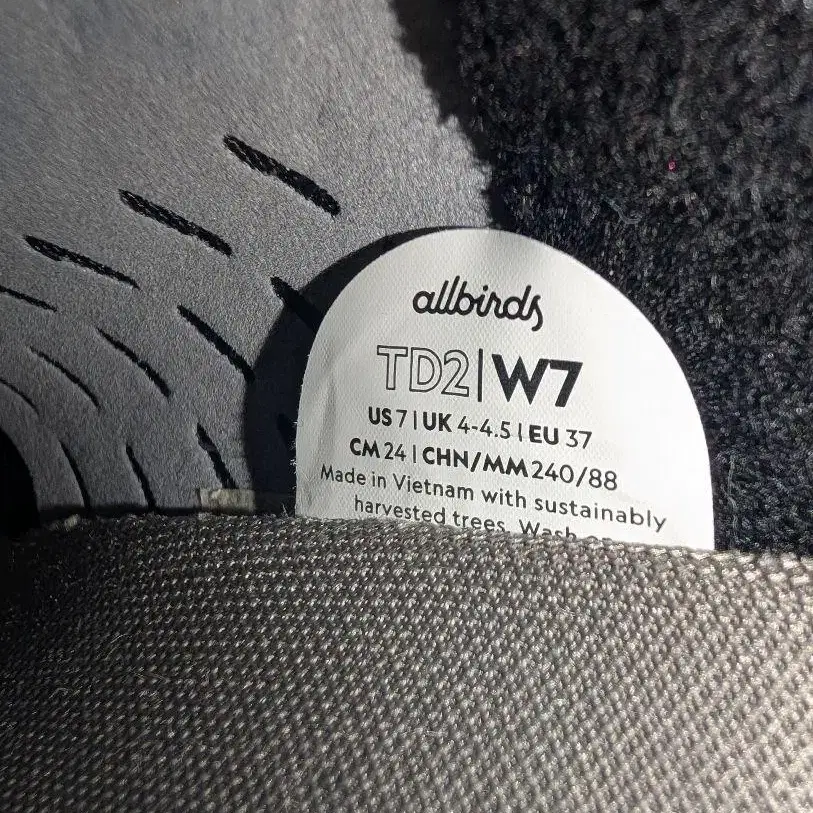 allbirds
TD2|W7
US 7 | UK 4-4.5 | EU 37
CM 24 | CHN/MM 240/88
Made in Vietnam with sustainably
harvested trees. Wash